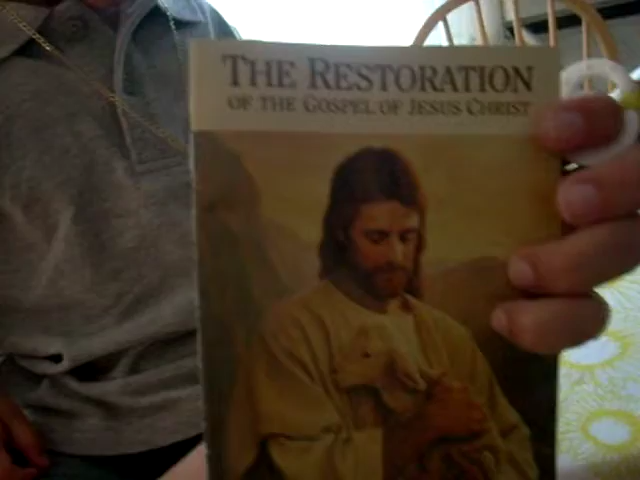 THE RESTORATION
OF THE GOSPEL OF JESUS CHRIST